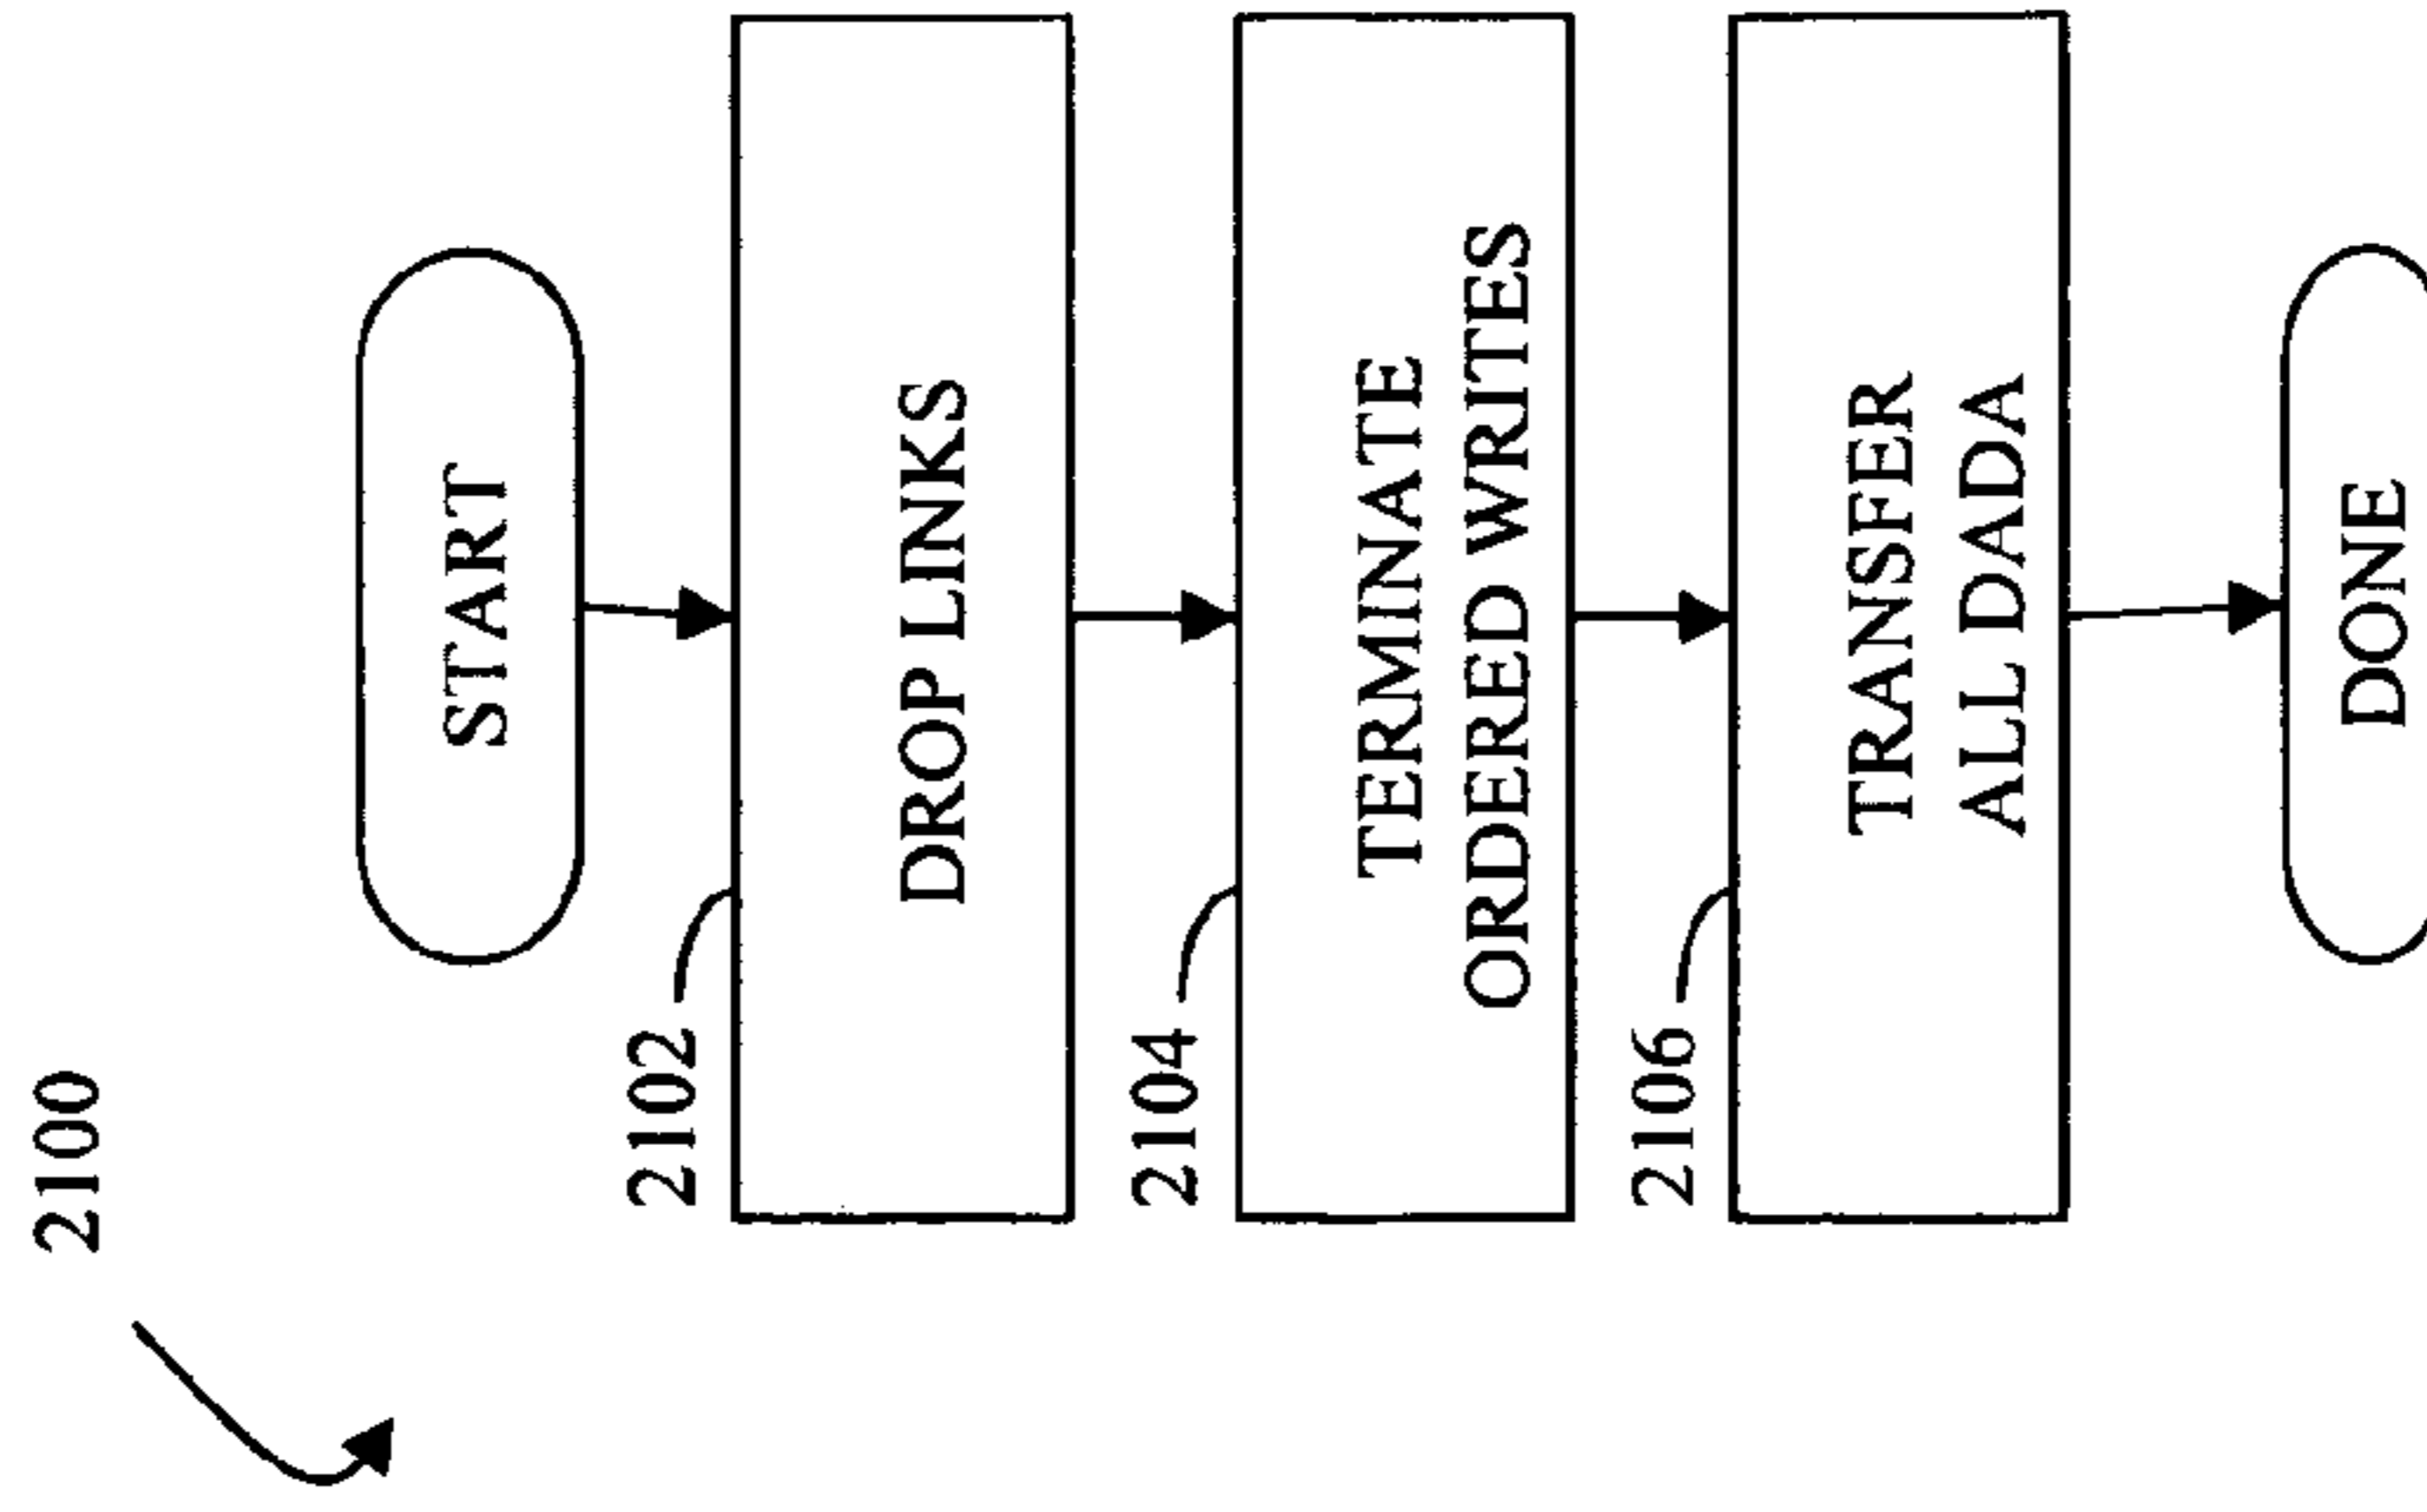 2100
START
2102
DROP LINKS
2104
TERMINATE
ORDERED WRITES
2106
TRANSFER
ALL DADA
DONE